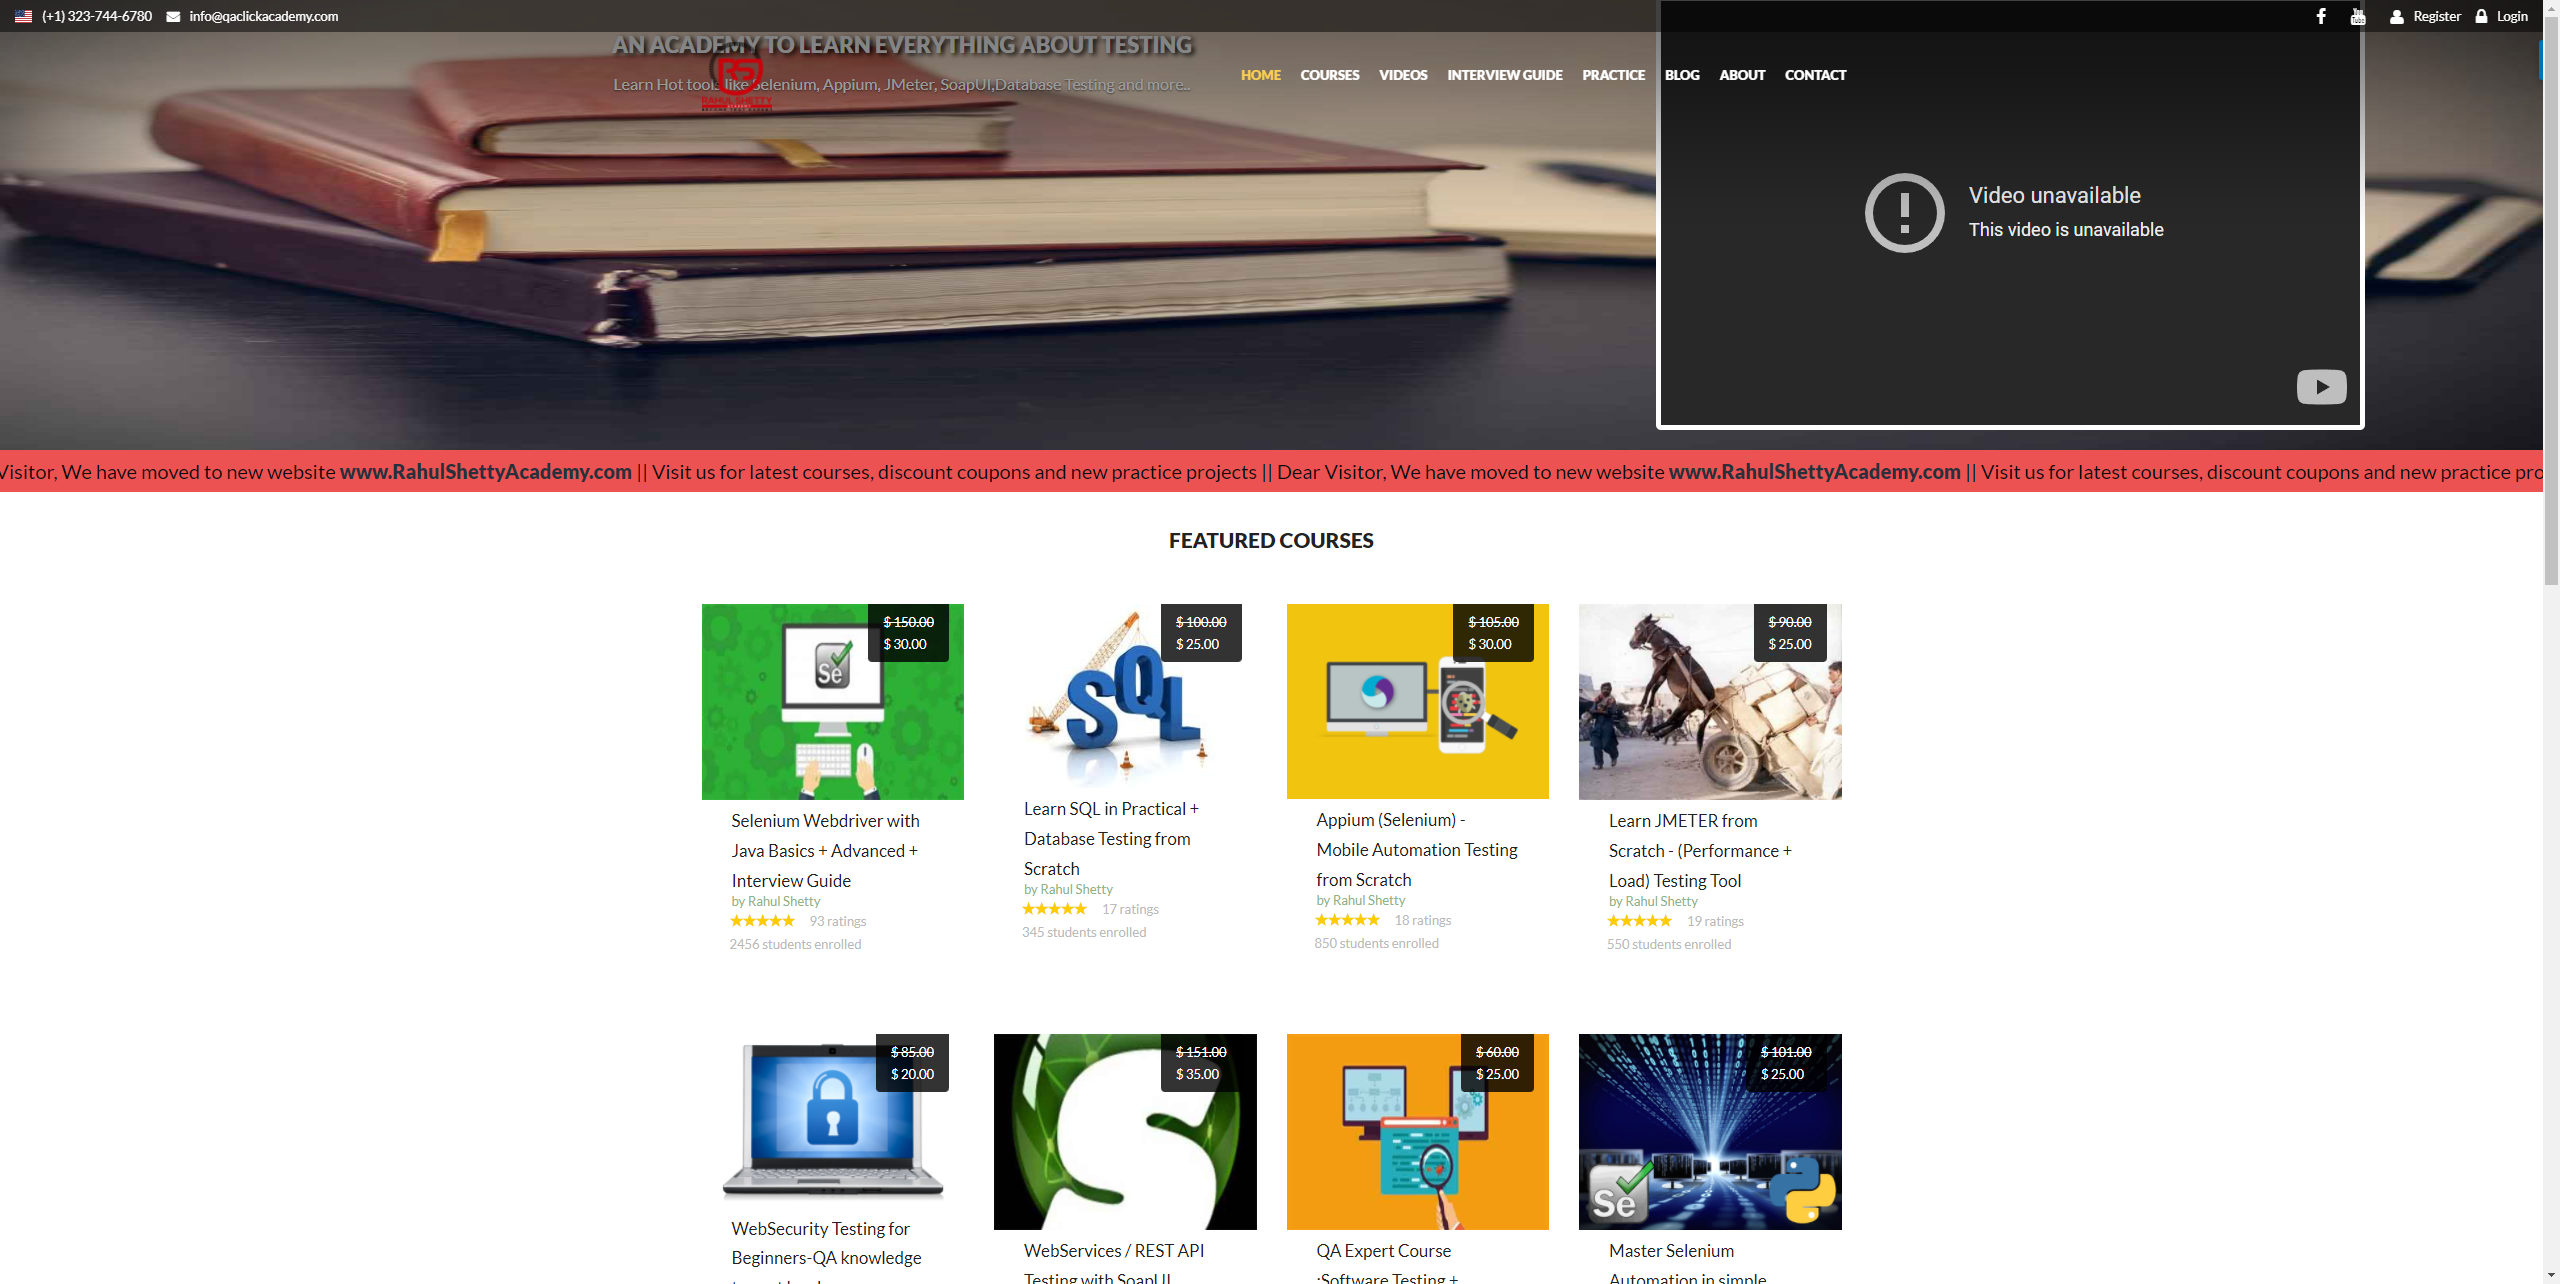 (+1) 323-744-6780 info@qaclickacademy.com
Register Login
AN ACADEMY TO LEARN EVERYTHING ABOUT TESTING
Learn Hot tools like Selenium, Appium, JMeter, SoapUI,Database Testing and more..
RAHUL SHETTY
HOME COURSES VIDEOS INTERVIEW GUIDE PRACTICE BLOG ABOUT CONTACT
Video unavailable
This video is unavailable
Visitor, We have moved to new website www.RahulShettyAcademy.com || Visit us for latest courses, discount coupons and new practice projects || Dear Visitor, We have moved to new website www.RahulShettyAcademy.com || Visit us for latest courses, discount coupons and new practice pro
FEATURED COURSES
$ 150.00
$ 30.00
Se
Selenium Webdriver with
Java Basics + Advanced +
Interview Guide
by Rahul Shetty
93 ratings
2456 students enrolled
$ 100.00
$ 25.00
SQL
Learn SQL in Practical +
Database Testing from
Scratch
by Rahul Shetty
17 ratings
345 students enrolled
$ 105.00
$ 30.00
Appium (Selenium) -
Mobile Automation Testing
from Scratch
by Rahul Shetty
18 ratings
850 students enrolled
$ 90.00
$ 25.00
Learn JMETER from
Scratch - (Performance +
Load) Testing Tool
by Rahul Shetty
19 ratings
550 students enrolled
$ 85.00
$ 20.00
WebSecurity Testing for
Beginners-QA knowledge
$ 151.00
$ 35.00
WebServices / REST API
Testing with SoapUI
$ 60.00
$ 25.00
QA Expert Course
:Software Testing +
$ 101.00
$ 25.00
Se
Master Selenium
Automation in simple